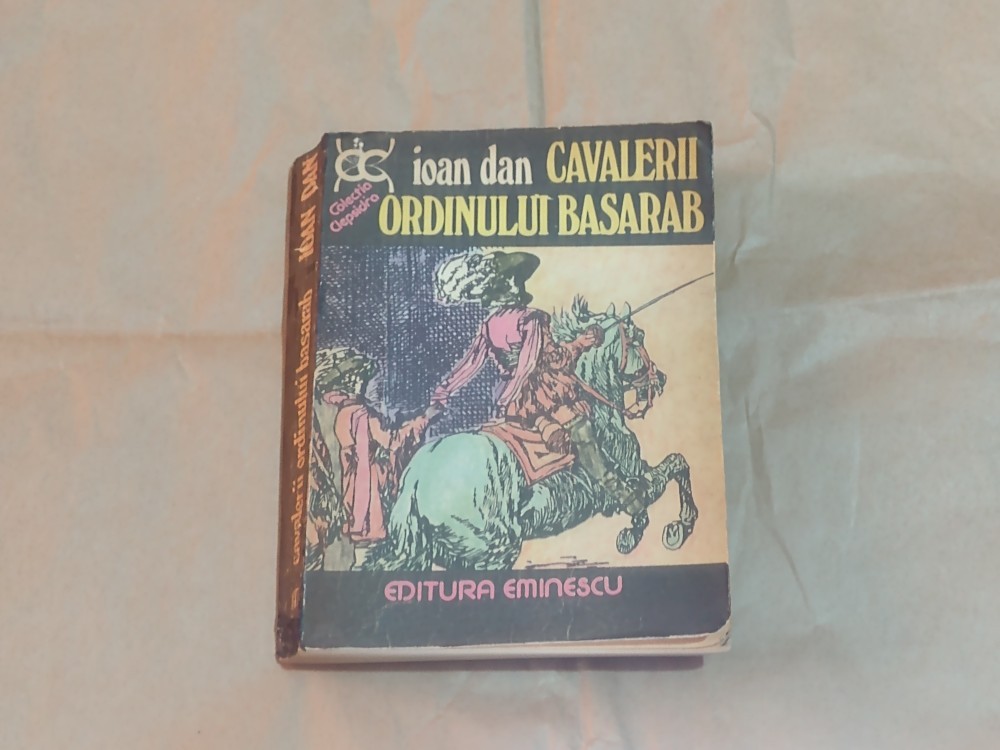 ioan dan CAVALERII
ORDINULUI BASARAB
Colecția
Clepsidra
EDITURA EMINESCU
cavalerii ordinului basarab IOAN DAN